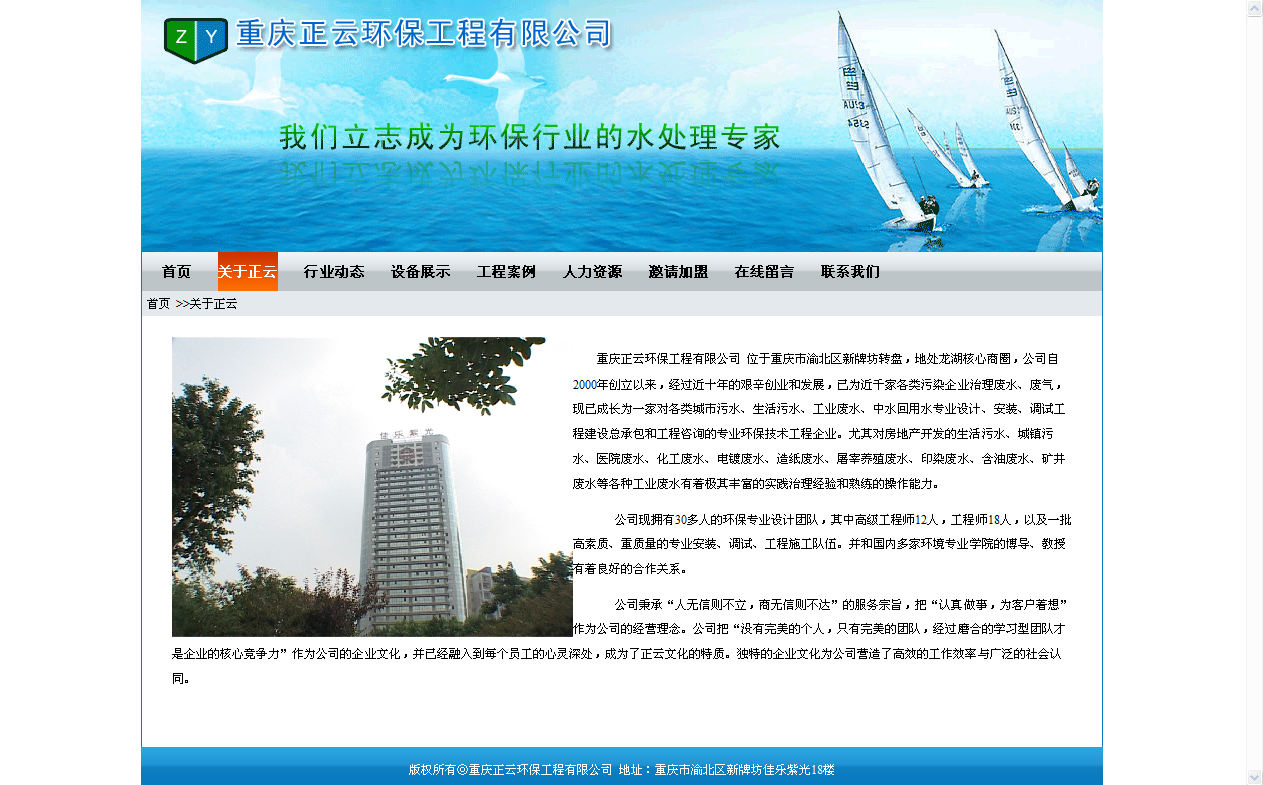 Z Y 重庆正云环保工程有限公司
我们立志成为环保行业的水处理专家
首页 关于正云 行业动态 设备展示 工程案例 人力资源 邀请加盟 在线留言 联系我们
首页 >>关于正云
佳乐紫光
重庆正云环保工程有限公司 位于重庆市渝北区新牌坊转盘，地处龙湖核心商圈，公司自
2000年创立以来，经过近十年的艰辛创业和发展，已为近千家各类污染企业治理废水、废气，
现已成长为一家对各类城市污水、生活污水、工业废水、中水回用水专业设计、安装、调试工
程建设总承包和工程咨询的专业环保技术工程企业。尤其对房地产开发的生活污水、城镇污
水、医院废水、化工废水、电镀废水、造纸废水、屠宰养殖废水、印染废水、含油废水、矿井
废水等各种工业废水有着极其丰富的实践治理经验和熟练的操作能力。
公司现拥有30多人的环保专业设计团队，其中高级工程师12人，工程师18人，以及一批
高素质、重质量的专业安装、调试、工程施工队伍。并和国内多家环境专业学院的博导、教授
有着良好的合作关系。
公司秉承“人无信则不立，商无信则不达”的服务宗旨，把“认真做事，为客户着想”
作为公司的经营理念。公司把“没有完美的个人，只有完美的团队，经过磨合的学习型团队才
是企业的核心竞争力”作为公司的企业文化，并已经融入到每个员工的心灵深处，成为了正云文化的特质。独特的企业文化为公司营造了高效的工作效率与广泛的社会认
同。
版权所有◎重庆正云环保工程有限公司 地址：重庆市渝北区新牌坊佳乐紫光18楼